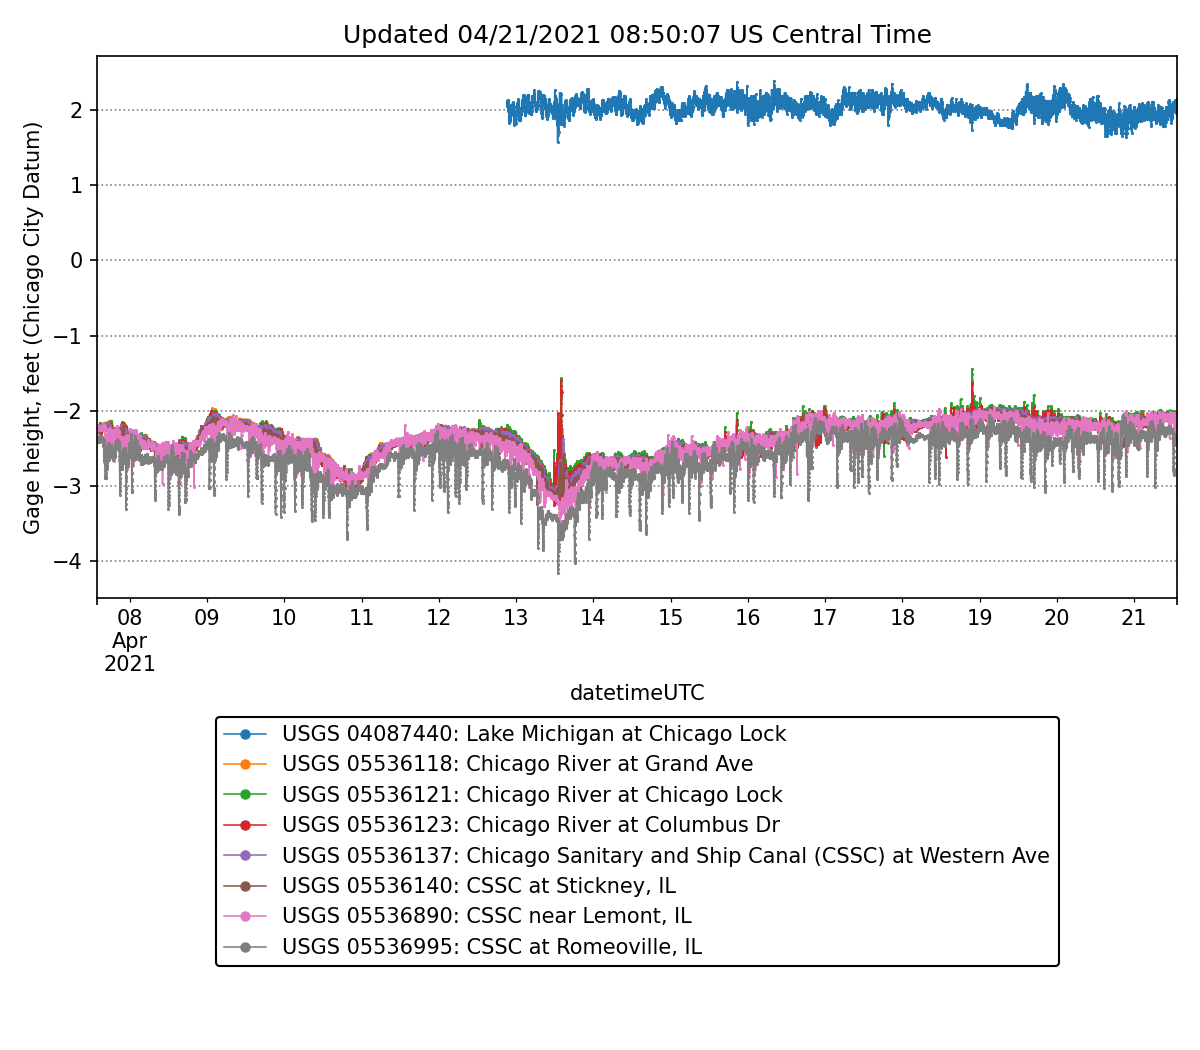 Updated 04/21/2021 08:50:07 US Central Time
Gage height, feet (Chicago City Datum)
2
1
0
−1
−2
−3
−4
08 09 10 11 12 13 14 15 16 17 18 19 20 21
Apr
2021
datetimeUTC
USGS 04087440: Lake Michigan at Chicago Lock
USGS 05536118: Chicago River at Grand Ave
USGS 05536121: Chicago River at Chicago Lock
USGS 05536123: Chicago River at Columbus Dr
USGS 05536137: Chicago Sanitary and Ship Canal (CSSC) at Western Ave
USGS 05536140: CSSC at Stickney, IL
USGS 05536890: CSSC near Lemont, IL
USGS 05536995: CSSC at Romeoville, IL